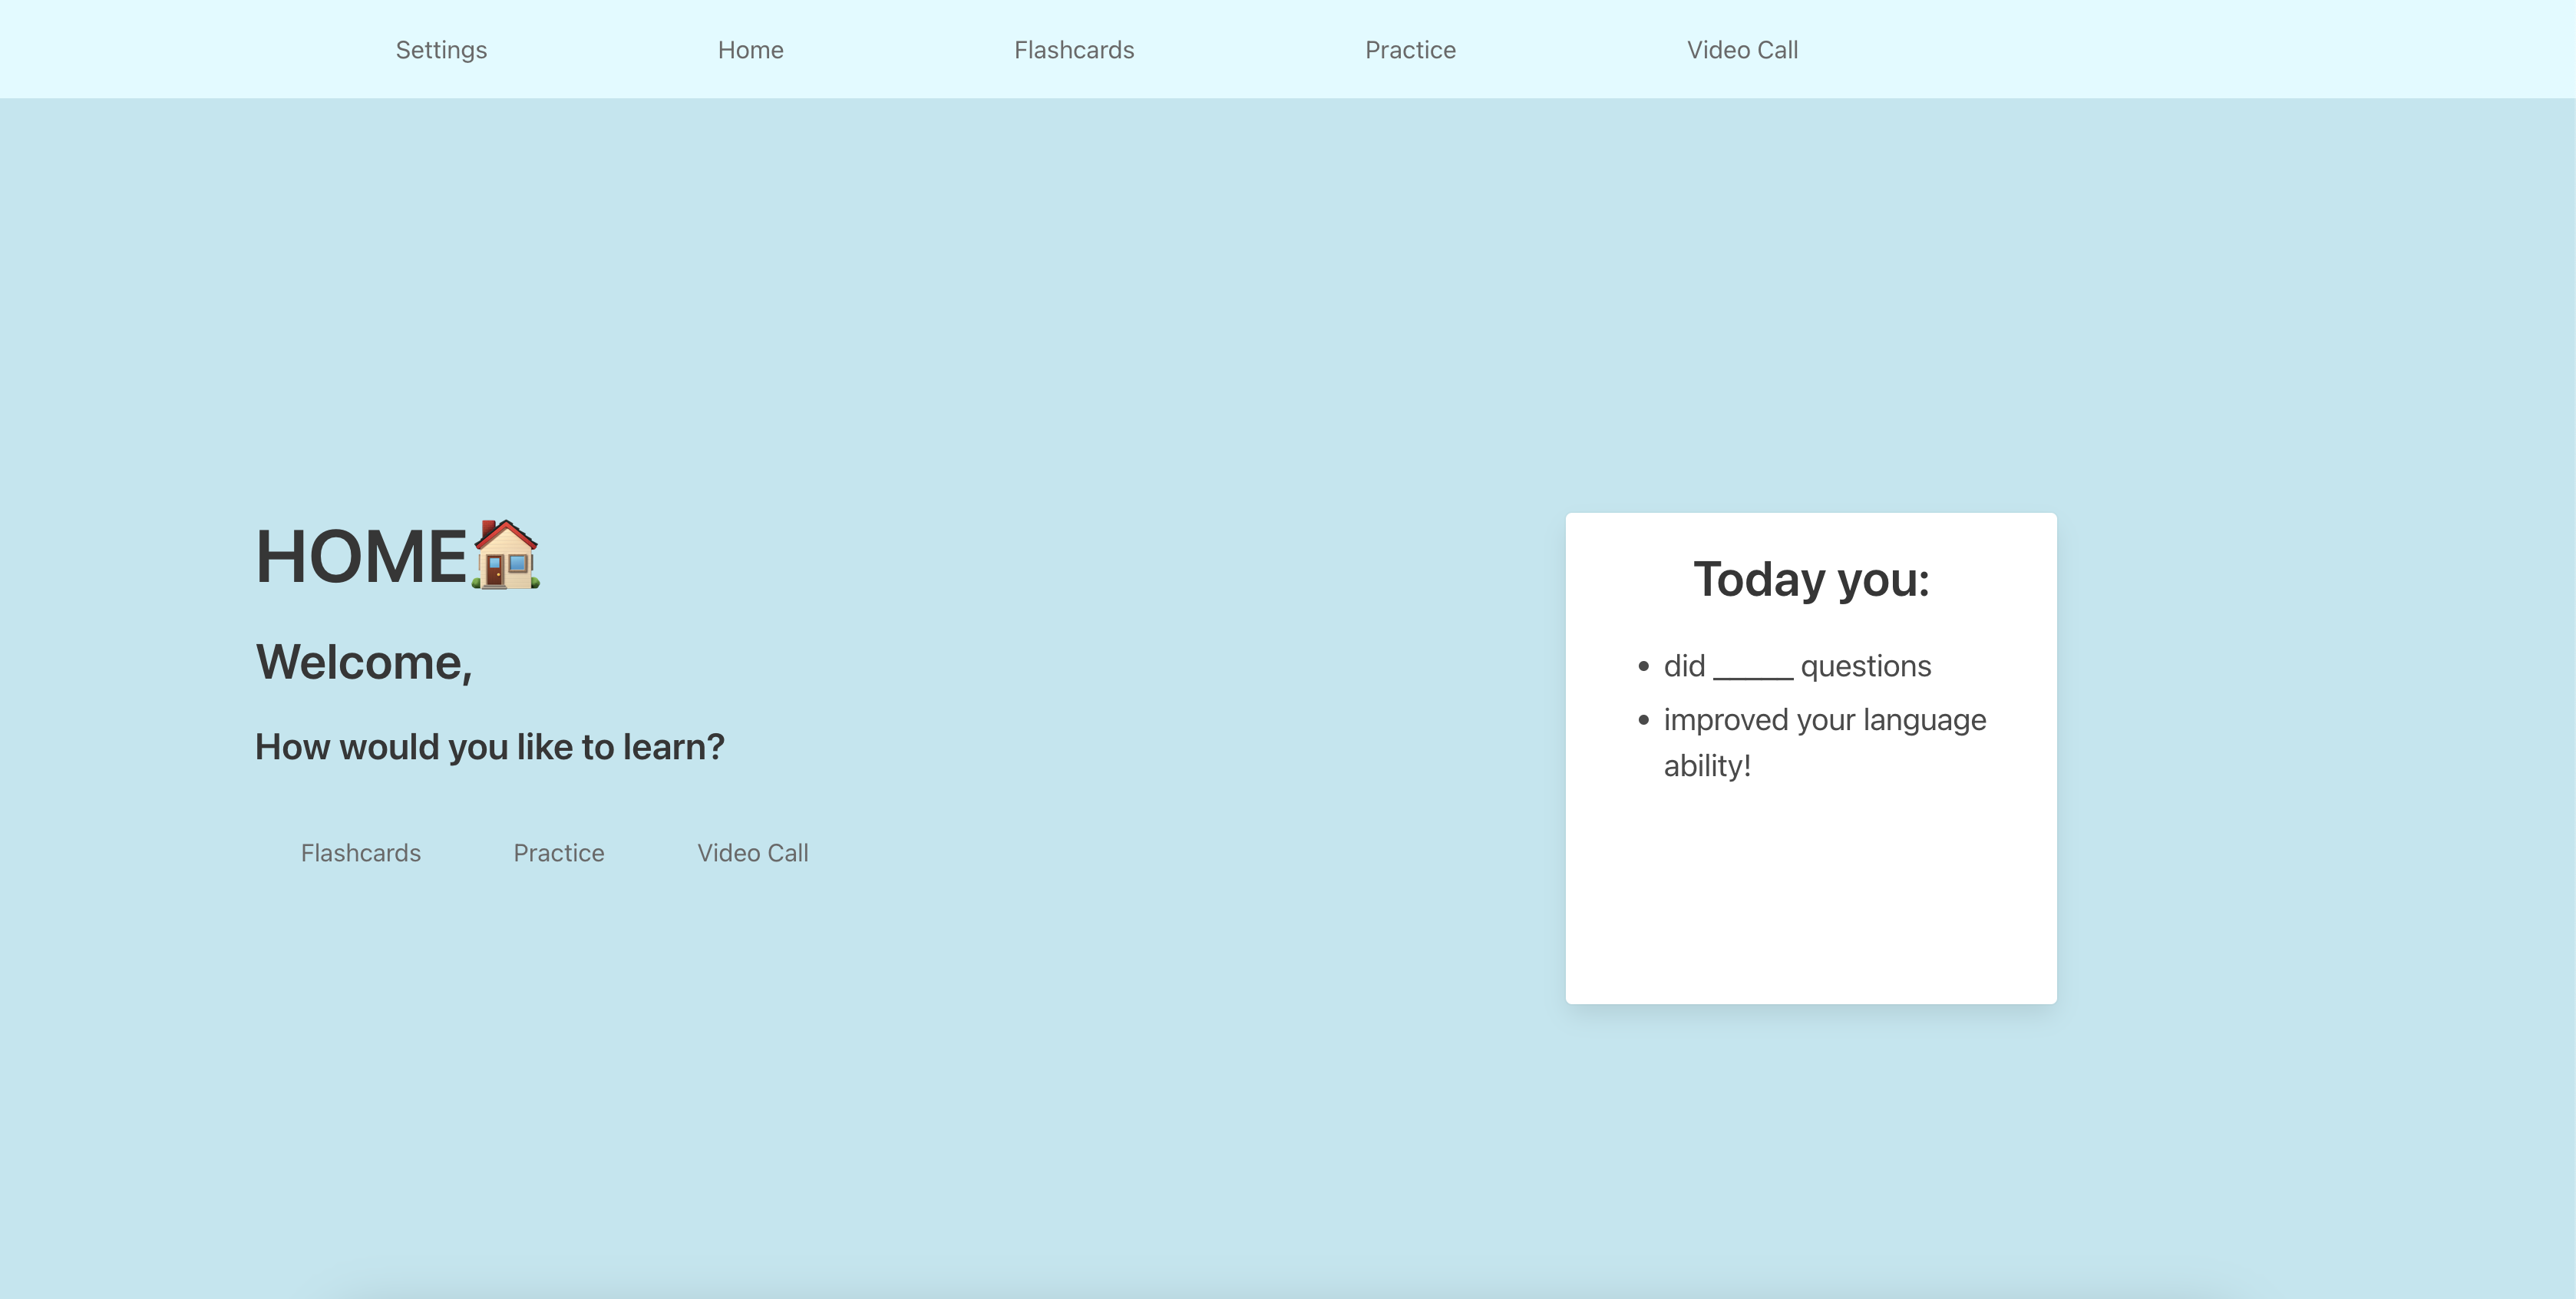 Settings Home Flashcards Practice Video Call
HOME🏠
Welcome,
How would you like to learn?
Flashcards Practice Video Call
Today you:
• did ______ questions
• improved your language
ability!